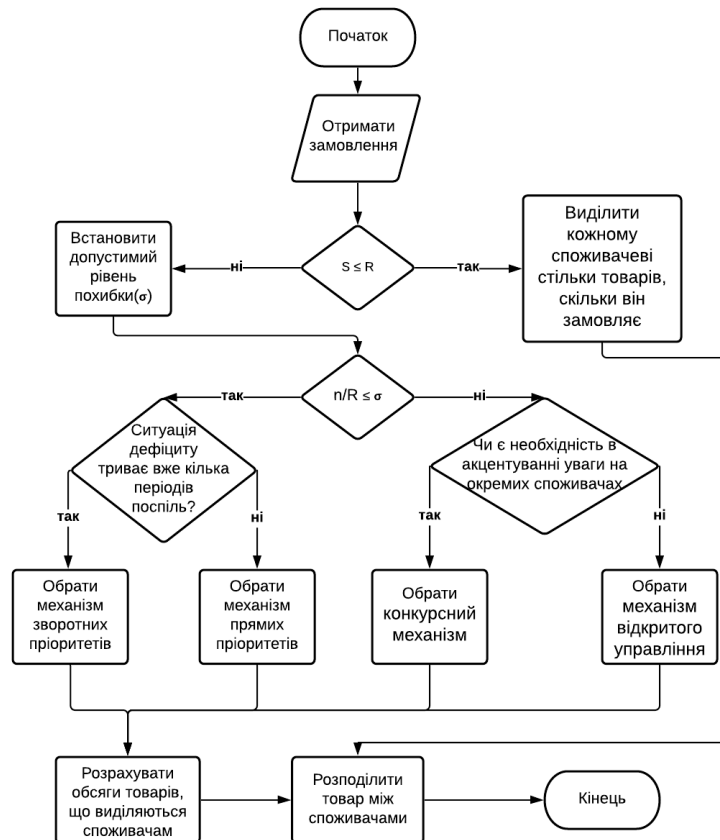 Початок
Отримати
замовлення
S ≤ R
ні
так
Встановити
допустимий
рівень
похибки(σ)
Виділити
кожному
споживачеві
стільки товарів,
скільки він
замовляє
n/R ≤ σ
так
ні
Ситуація
дефіциту
триває вже кілька
періодів
поспіль?
Чи є необхідність в
акцентуванні уваги на
окремих споживачах
так
ні
так
ні
Обрати
механізм
зворотних
пріоритетів
Обрати
механізм
прямих
пріоритетів
Обрати
конкурсний
механізм
Обрати
механізм
відкритого
управління
Розрахувати
обсяги товарів,
що виділяються
споживачам
Розподілити
товар між
споживачами
Кінець